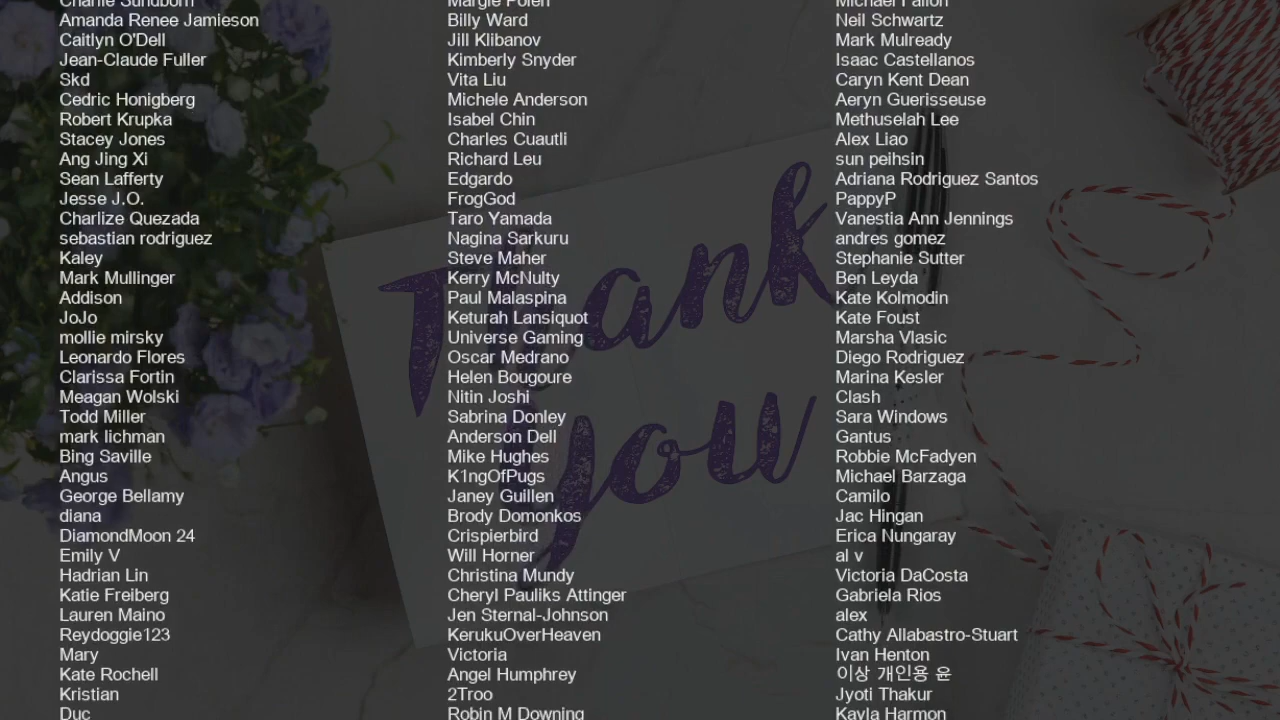 Charlie Sundborn
Amanda Renee Jamieson
Caitlyn O'Dell
Jean-Claude Fuller
Skd
Cedric Honigberg
Robert Krupka
Stacey Jones
Ang Jing Xi
Sean Lafferty
Jesse J.O.
Charlize Quezada
sebastian rodriguez
Kaley
Mark Mullinger
Addison
JoJo
mollie mirsky
Leonardo Flores
Clarissa Fortin
Meagan Wolski
Todd Miller
mark lichman
Bing Saville
Angus
George Bellamy
diana
DiamondMoon 24
Emily V
Hadrian Lin
Katie Freiberg
Lauren Maino
Reydoggie123
Mary
Kate Rochell
Kristian
Duc
Margie Polen
Billy Ward
Jill Klibanov
Kimberly Snyder
Vita Liu
Michele Anderson
Isabel Chin
Charles Cuautli
Richard Leu
Edgardo
FrogGod
Taro Yamada
Nagina Sarkuru
Steve Maher
Kerry McNulty
Paul Malaspina
Keturah Lansiquot
Universe Gaming
Oscar Medrano
Helen Bougoure
Nitin Joshi
Sabrina Donley
Anderson Dell
Mike Hughes
K1ngOfPugs
Janey Guillen
Brody Domonkos
Crispierbird
Will Horner
Christina Mundy
Cheryl Pauliks Attinger
Jen Sternal-Johnson
KerukuOverHeaven
Victoria
Angel Humphrey
2Troo
Robin M Downing
Michael Fallon
Neil Schwartz
Mark Mulready
Isaac Castellanos
Caryn Kent Dean
Aeryn Guerisseuse
Methuselah Lee
Alex Liao
sun peihsin
Adriana Rodriguez Santos
PappyP
Vanestia Ann Jennings
andres gomez
Stephanie Sutter
Ben Leyda
Kate Kolmodin
Kate Foust
Marsha Vlasic
Diego Rodriguez
Marina Kesler
Clash
Sara Windows
Gantus
Robbie McFadyen
Michael Barzaga
Camilo
Jac Hingan
Erica Nungaray
al v
Victoria DaCosta
Gabriela Rios
alex
Cathy Allabastro-Stuart
Ivan Henton
이상 개인용 윤
Jyoti Thakur
Kayla Harmon
Thank
you